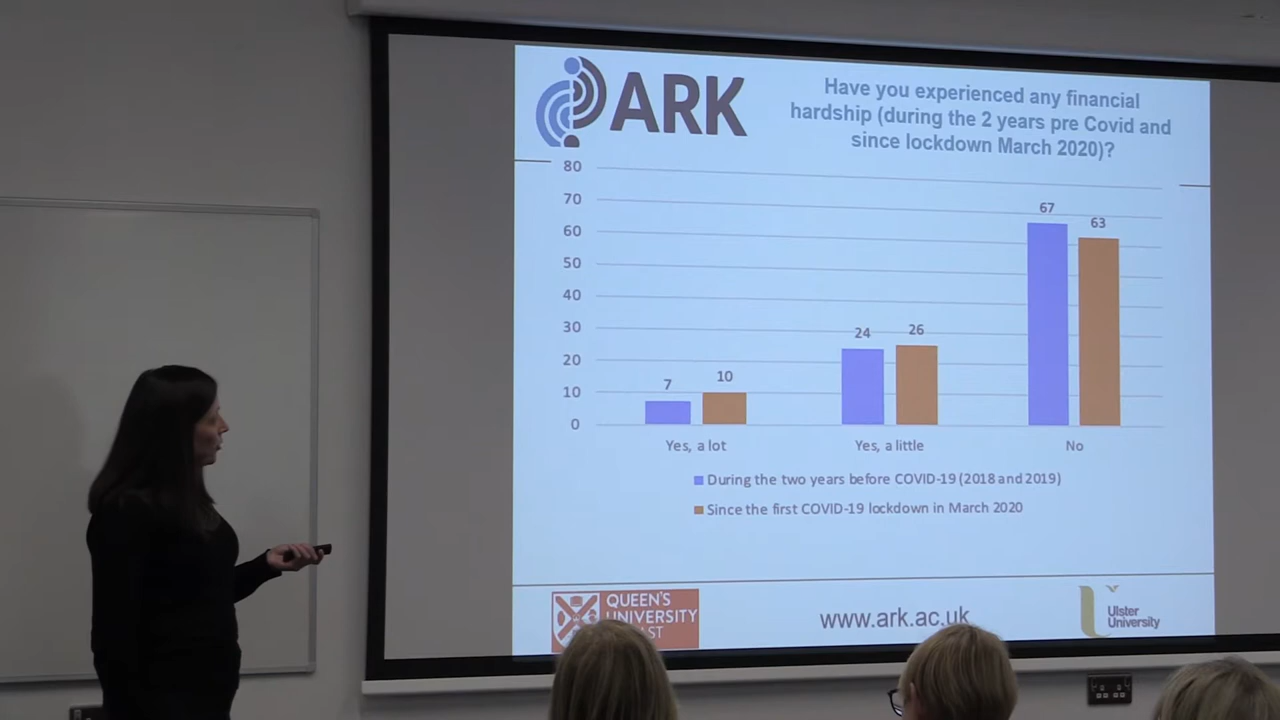 ARK
Have you experienced any financial
hardship (during the 2 years pre Covid and
since lockdown March 2020)?
80
70
60
50
40
30
20
10
0
7
10
24
26
67
63
Yes, a lot
Yes, a little
No
During the two years before COVID-19 (2018 and 2019)
Since the first COVID-19 lockdown in March 2020
QUEEN'S
UNIVERSITY
www.ark.ac.uk
Ulster
University